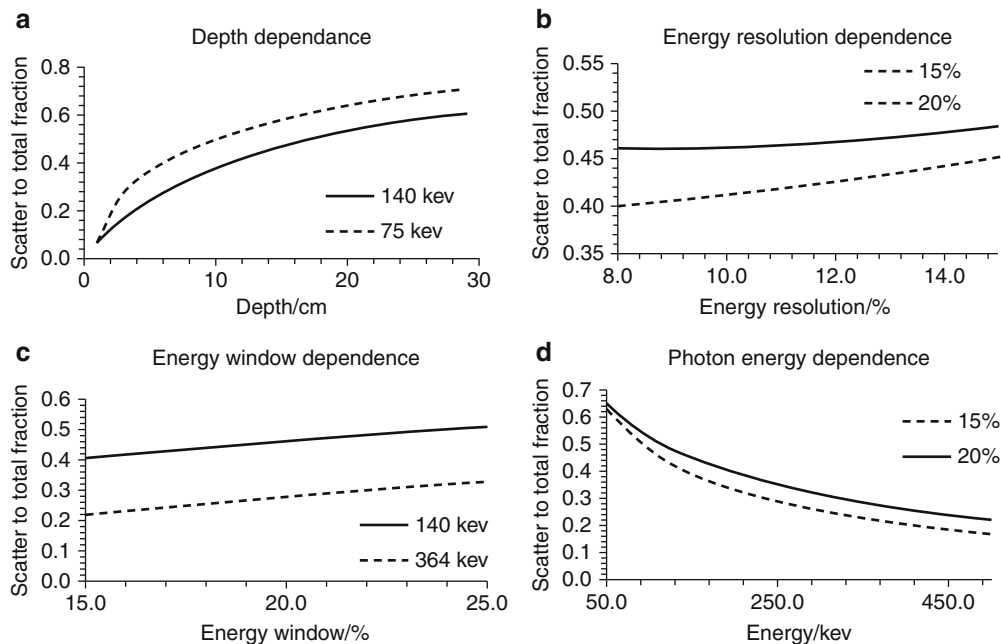 a
Depth dependance
Scatter to total fraction
0.8
0.6
0.4
0.2
0.0
140 kev
75 kev
0
10
20
30
Depth/cm
b
Energy resolution dependence
Scatter to total fraction
0.55
0.50
0.45
0.40
0.35
15%
20%
8.0
10.0
12.0
14.0
Energy resolution/%
c
Energy window dependence
Scatter to total fraction
0.6
0.5
0.4
0.3
0.2
0.1
0.0
140 kev
364 kev
15.0
20.0
25.0
Energy window/%
d
Photon energy dependence
Scatter to total fraction
0.7
0.6
0.5
0.4
0.3
0.2
0.1
0.0
15%
20%
50.0
250.0
450.0
Energy/kev